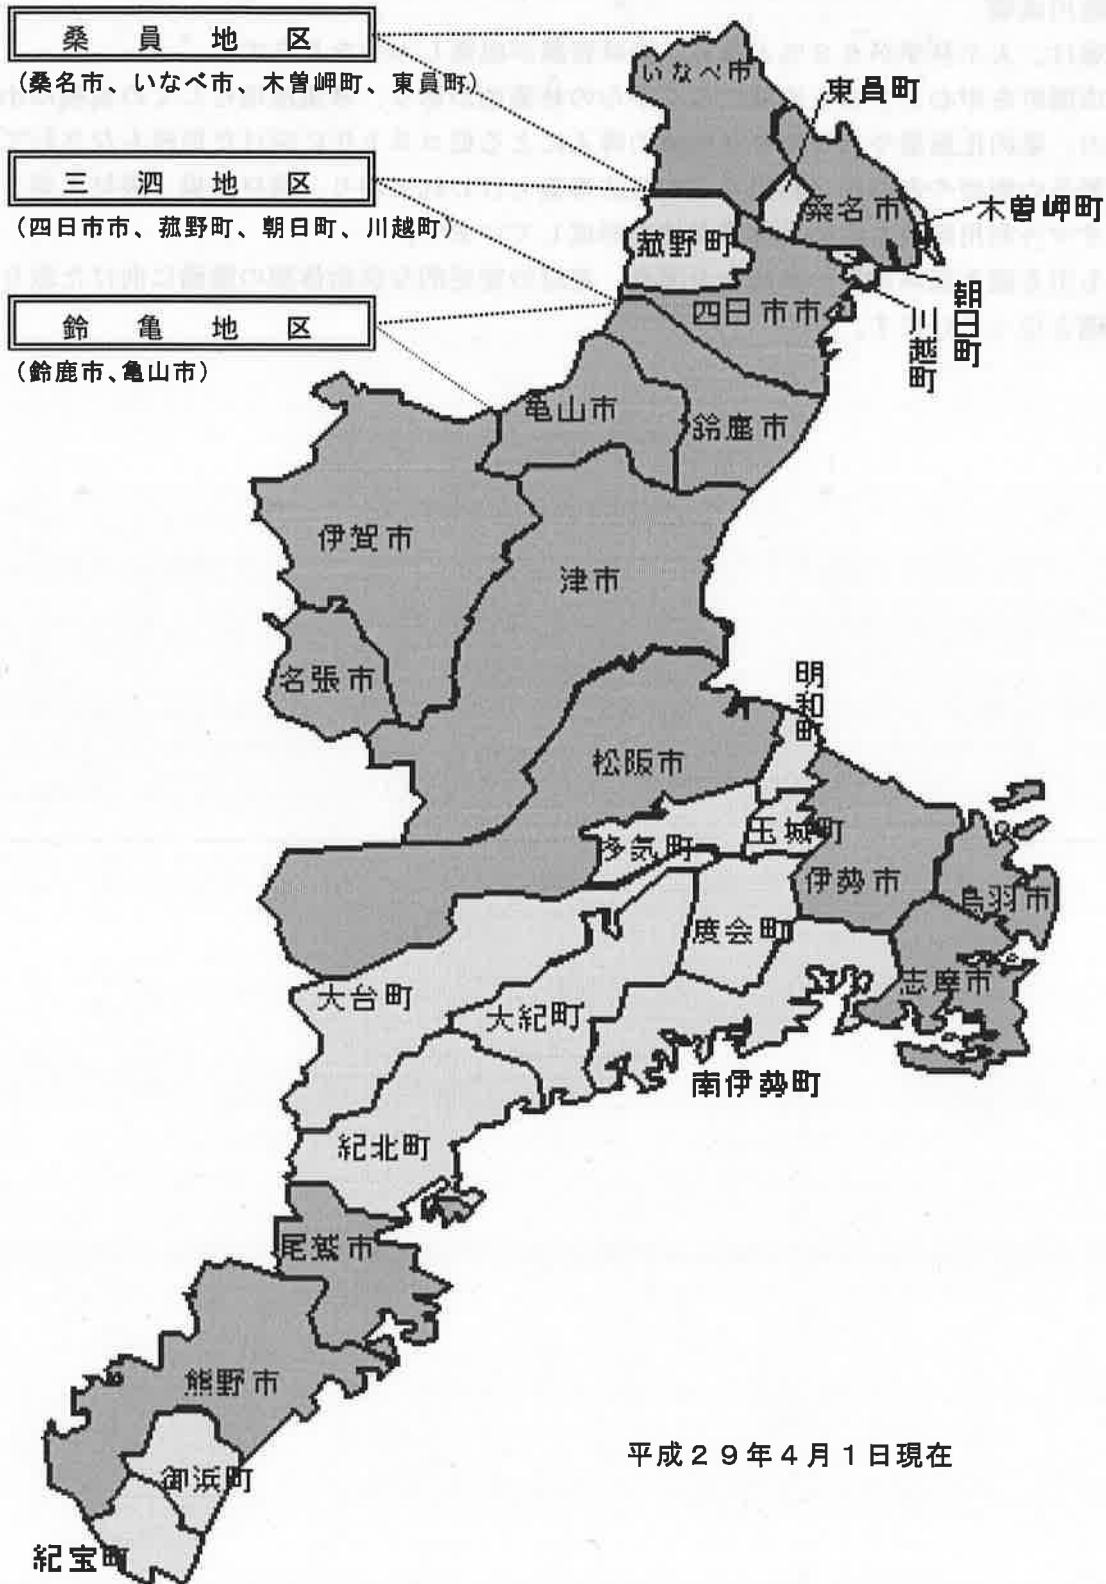 桑員地区
(桑名市、いなべ市、木曽岬町、東員町)
三泗地区
(四日市市、菰野町、朝日町、川越町)
鈴亀地区
(鈴鹿市、亀山市)
いなべ市
東員町
桑名市
木曽岬町
菰野町
朝日町
川越町
四日市市
亀山市
鈴鹿市
伊賀市
津市
名張市
明和町
松阪市
多気町
玉城町
伊勢市
鳥羽市
度会町
志摩市
大台町
大紀町
南伊勢町
紀北町
尾鷲市
熊野市
御浜町
紀宝町
平成29年4月1日現在